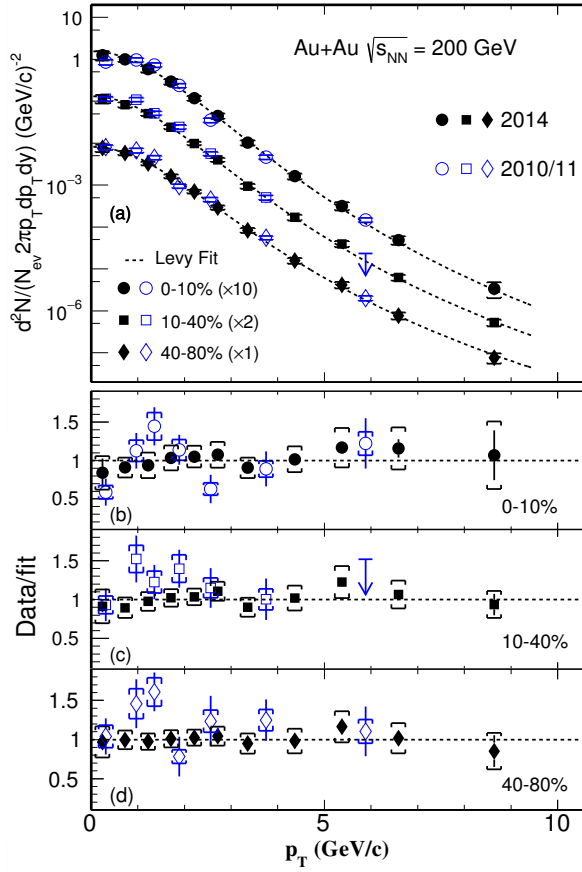 d²N/(N_ev 2πp_T dp_T dy) (GeV/c)⁻²
1
10⁻³
10⁻⁶
Au+Au √s_NN = 200 GeV
2014
2010/11
(a)
Levy Fit
0-10% (×10)
10-40% (×2)
40-80% (×1)
Data/fit
1.5
1
0.5
(b)
0-10%
1.5
1
0.5
(c)
10-40%
1.5
1
0.5
(d)
40-80%
0 5 10
p_T (GeV/c)